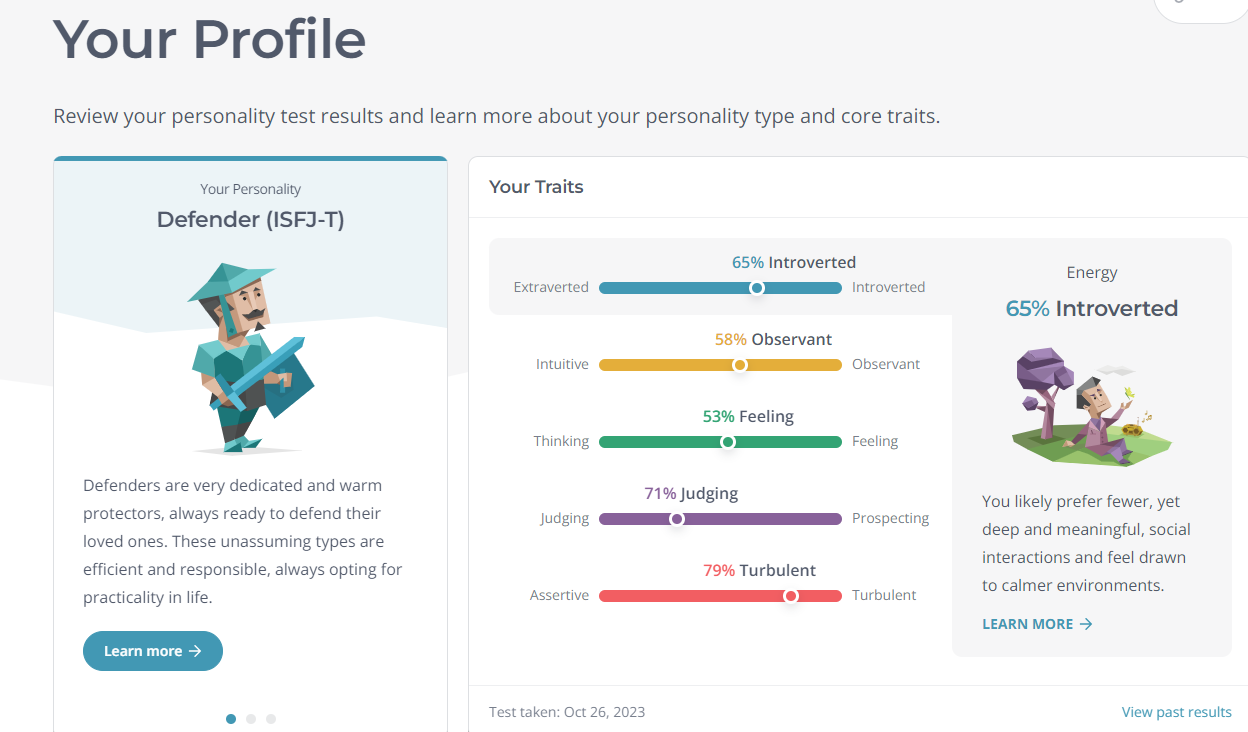 Your Profile
Review your personality test results and learn more about your personality type and core traits.
Your Personality
Defender (ISFJ-T)
Defenders are very dedicated and warm
protectors, always ready to defend their
loved ones. These unassuming types are
efficient and responsible, always opting for
practicality in life.
Learn more →
Your Traits
65% Introverted
Extraverted Introverted
58% Observant
Intuitive Observant
53% Feeling
Thinking Feeling
71% Judging
Judging Prospecting
79% Turbulent
Assertive Turbulent
Energy
65% Introverted
You likely prefer fewer, yet
deep and meaningful, social
interactions and feel drawn
to calmer environments.
LEARN MORE →
Test taken: Oct 26, 2023
View past results